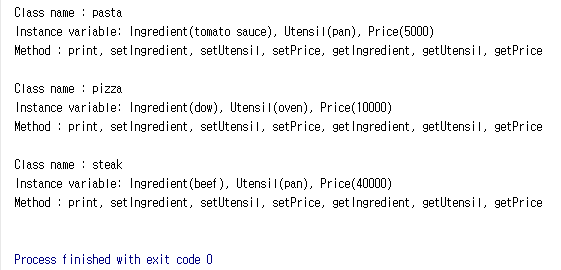 Class name : pasta
Instance variable: Ingredient(tomato sauce), Utensil(pan), Price(5000)
Method : print, setIngredient, setUtensil, setPrice, getIngredient, getUtensil, getPrice
Class name : pizza
Instance variable: Ingredient(dow), Utensil(oven), Price(10000)
Method : print, setIngredient, setUtensil, setPrice, getIngredient, getUtensil, getPrice
Class name : steak
Instance variable: Ingredient(beef), Utensil(pan), Price(40000)
Method : print, setIngredient, setUtensil, setPrice, getIngredient, getUtensil, getPrice
Process finished with exit code 0